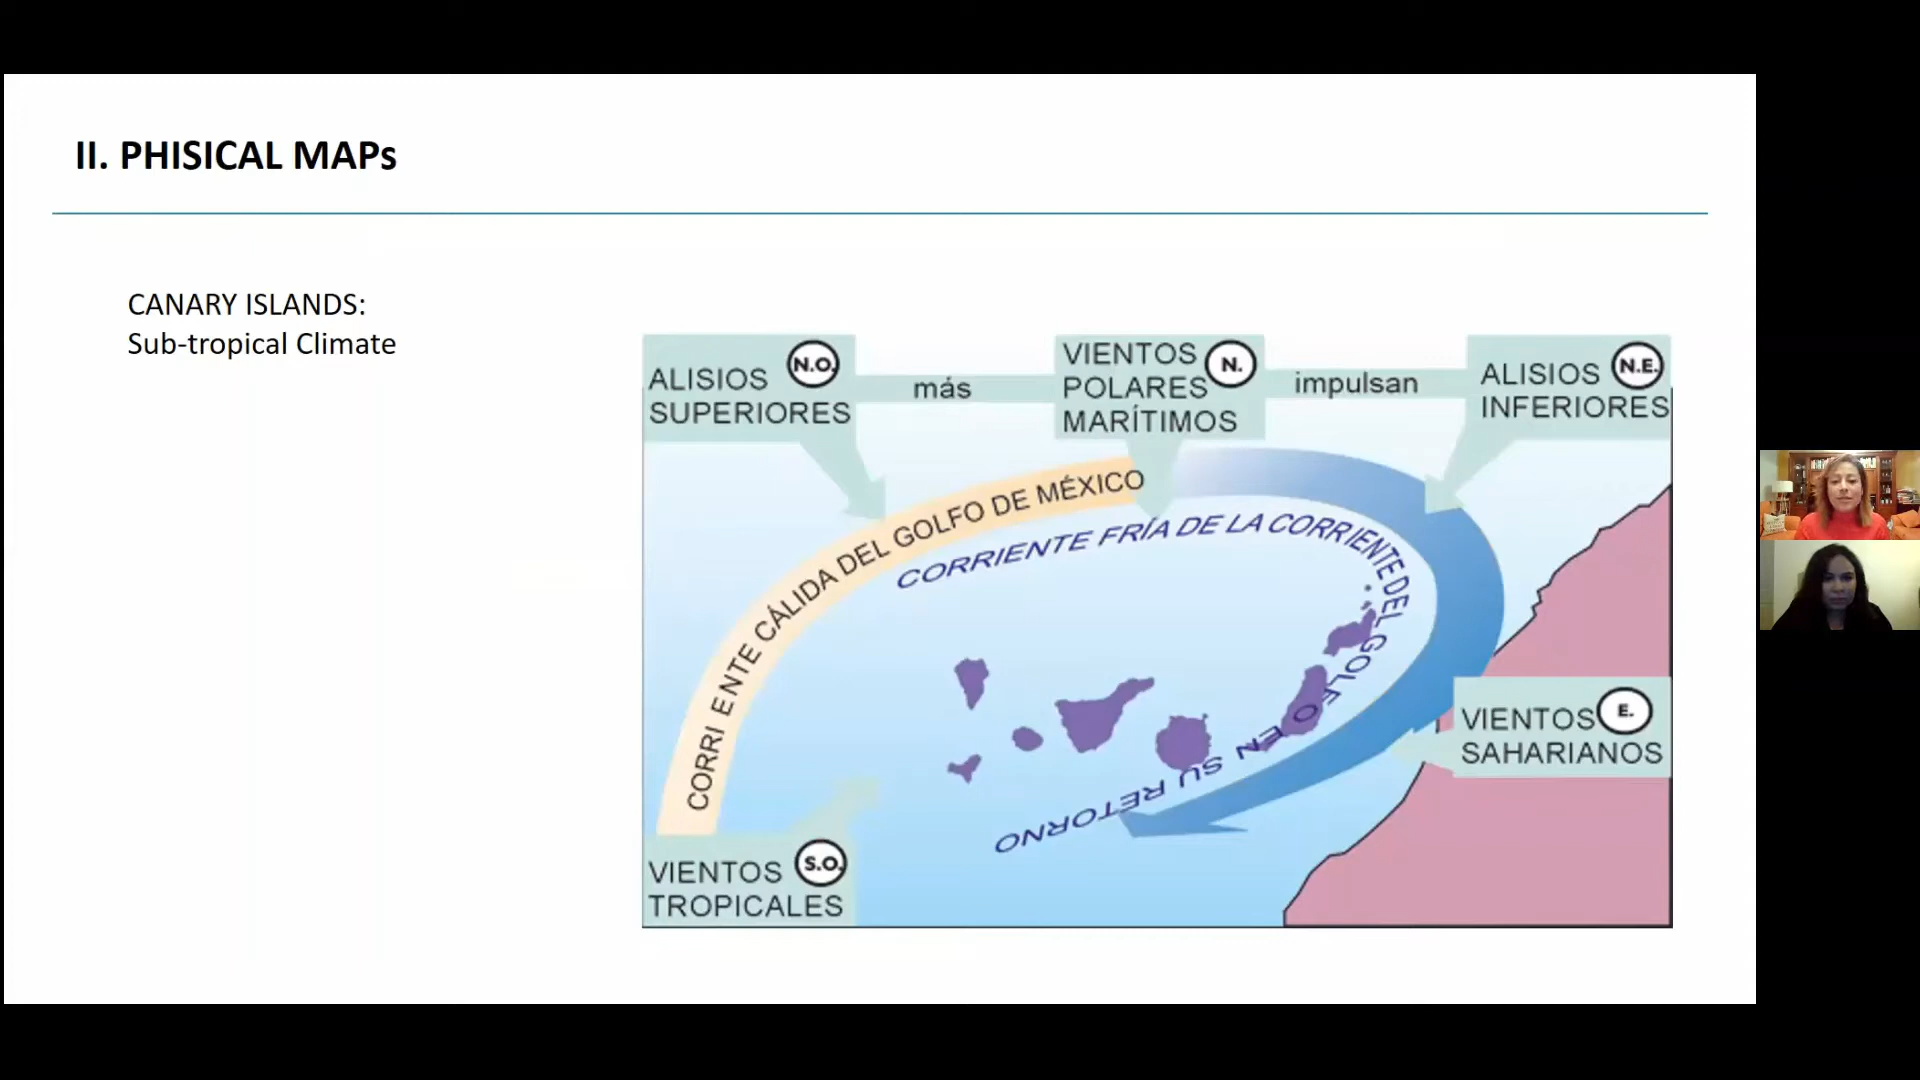 II. PHISICAL MAPs
CANARY ISLANDS:
Sub-tropical Climate
ALISIOS N.O.
SUPERIORES
más
VIENTOS N.
POLARES
MARÍTIMOS
impulsan
ALISIOS N.E.
INFERIORES
CORRI ENTE CÁLIDA DEL GOLFO DE MÉXICO
CORRIENTE FRÍA DE LA CORRIENTE DEL GOLFO EN SU RETORNO
VIENTOS E.
SAHARIANOS
VIENTOS S.O.
TROPICALES